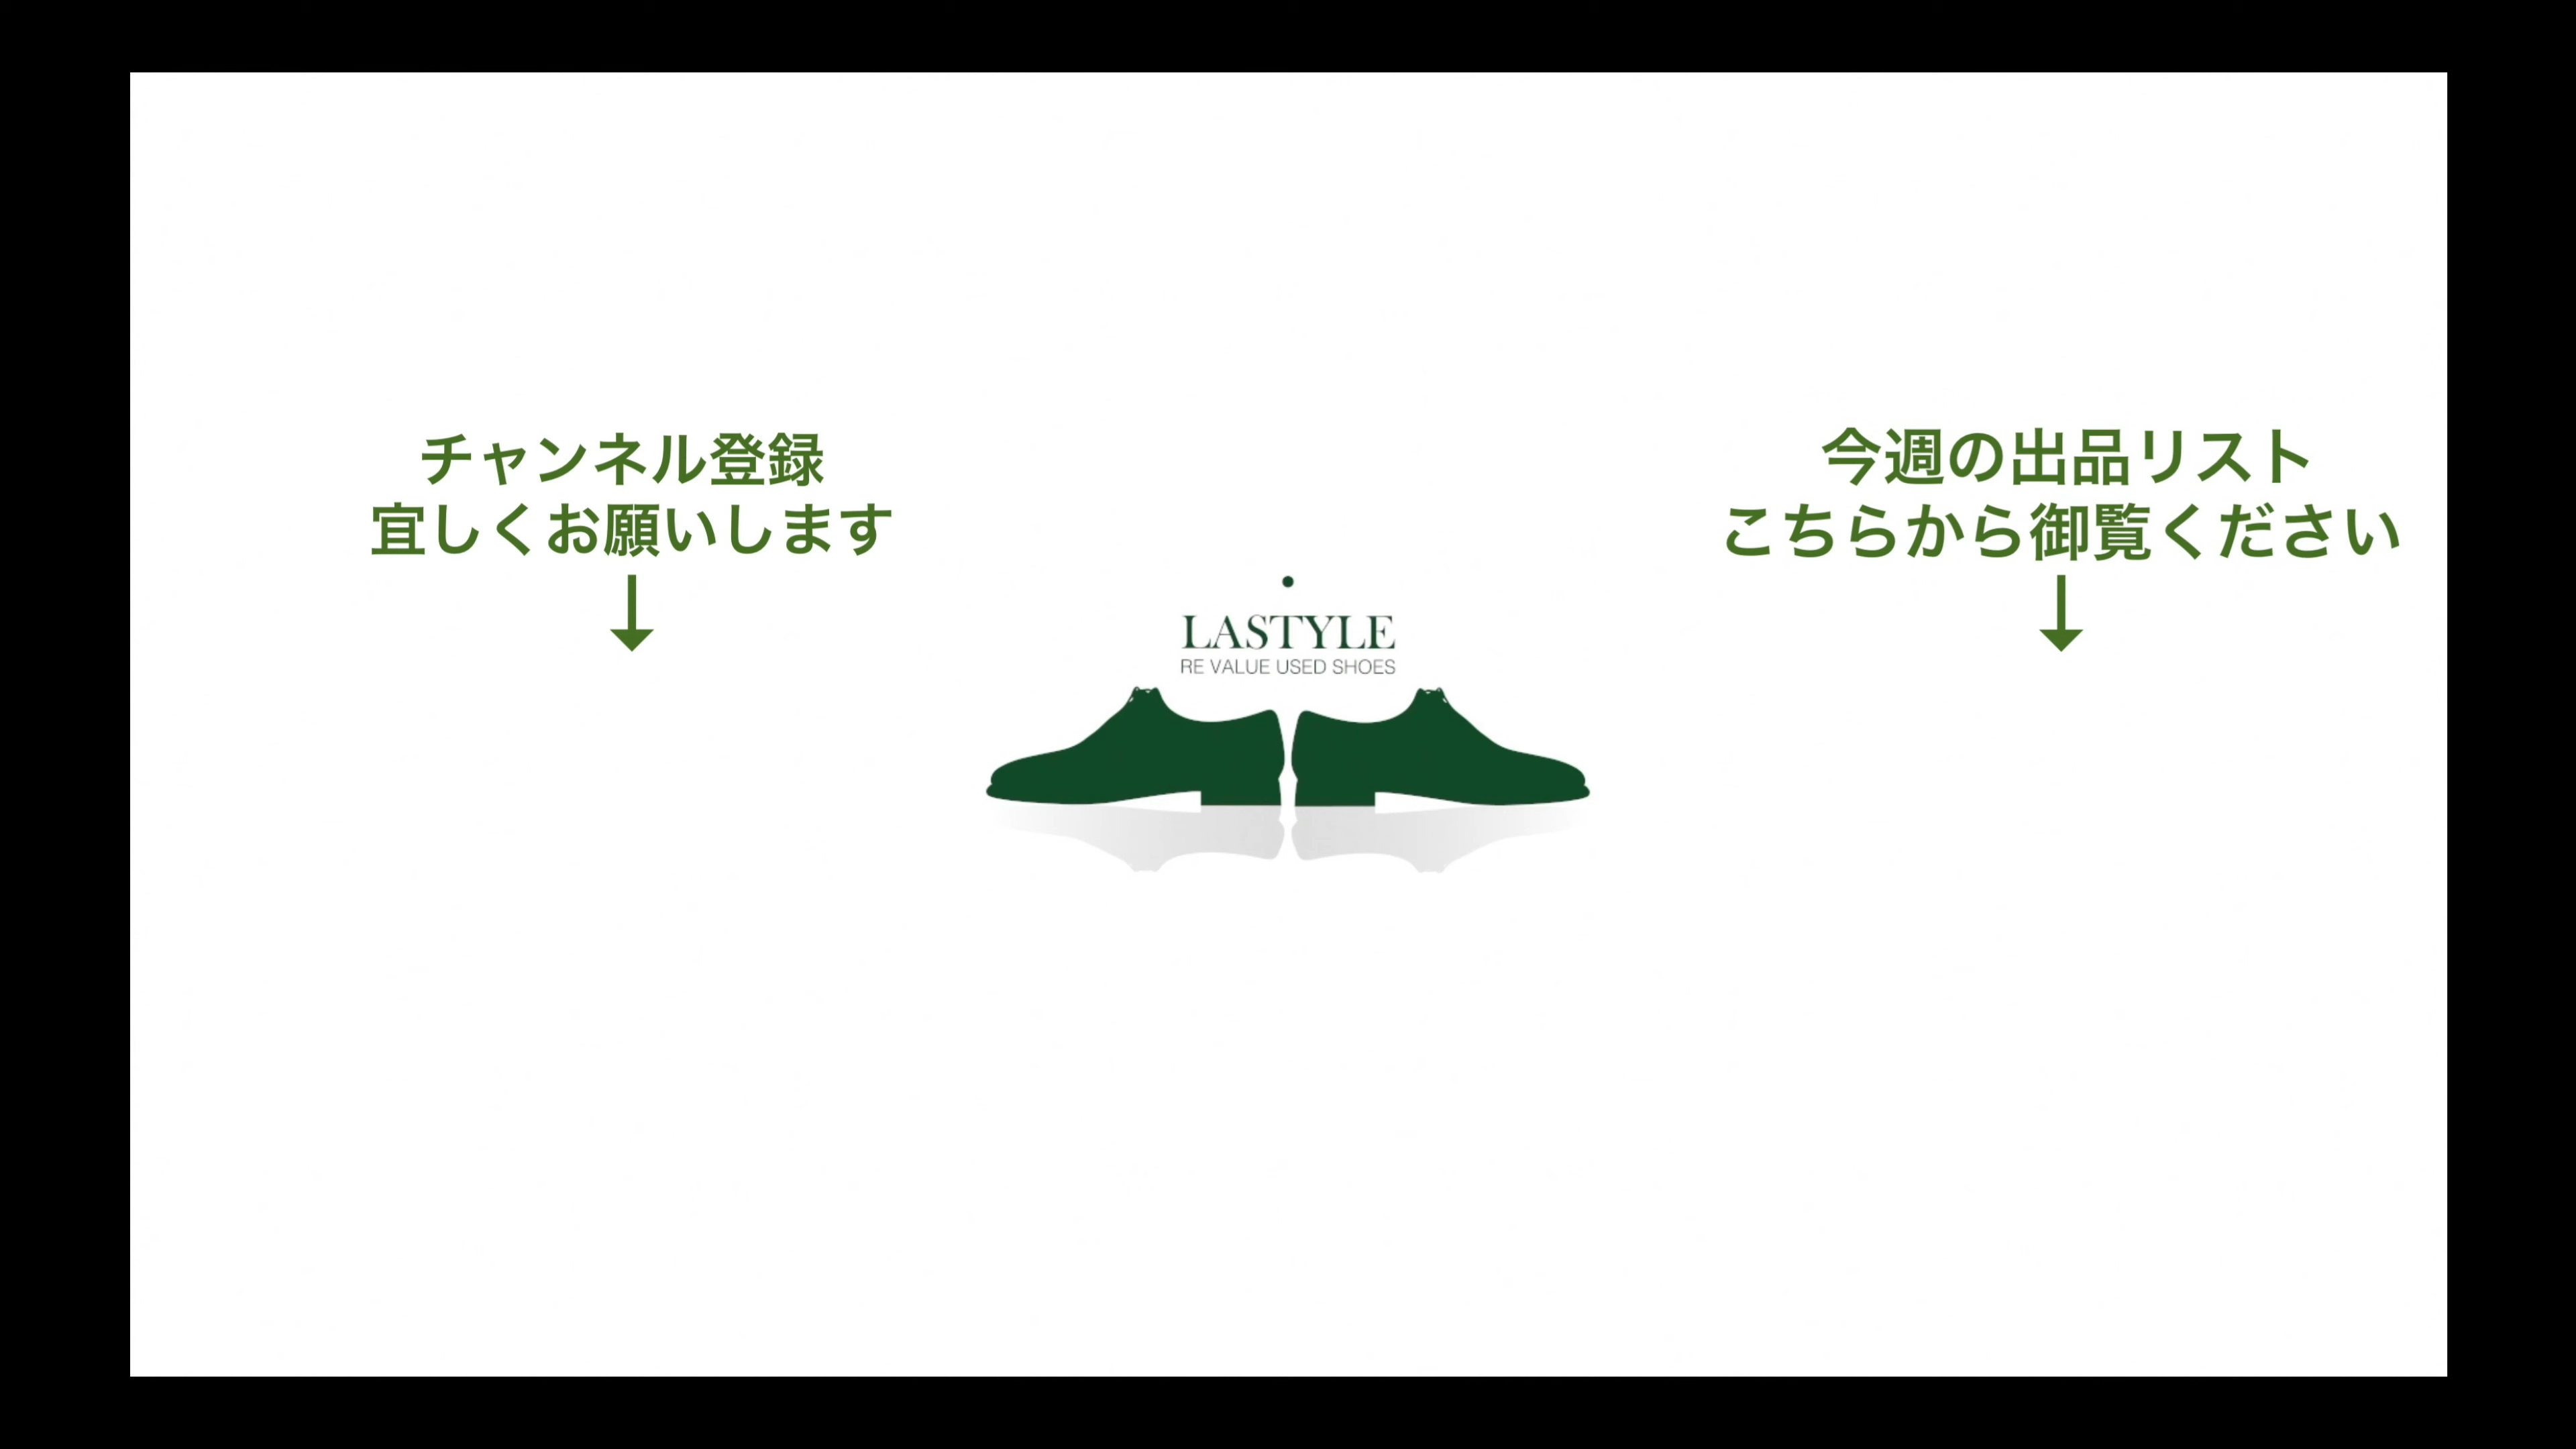 チャンネル登録
宜しくお願いします
↓
LASTYLE
RE VALUE USED SHOES
今週の出品リスト
こちらから御覧ください
↓